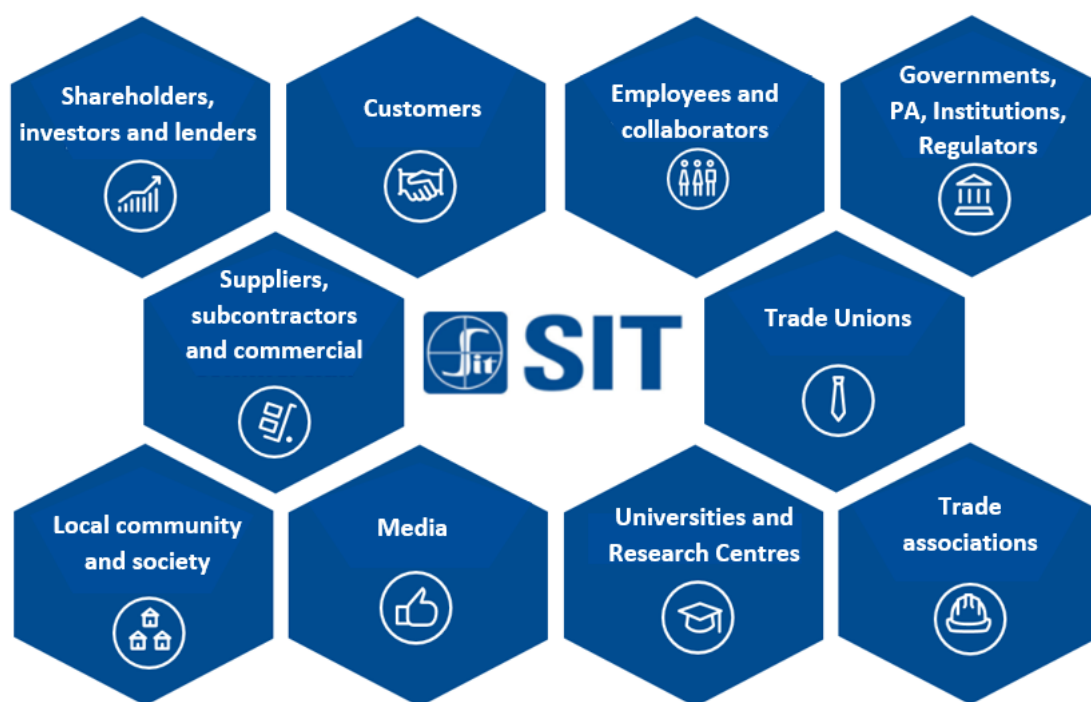 Shareholders,
investors and lenders
Customers
Employees and
collaborators
Governments,
PA, Institutions,
Regulators
Suppliers,
subcontractors
and commercial
Sit
SIT
Trade Unions
Local community
and society
Media
Universities and
Research Centres
Trade
associations